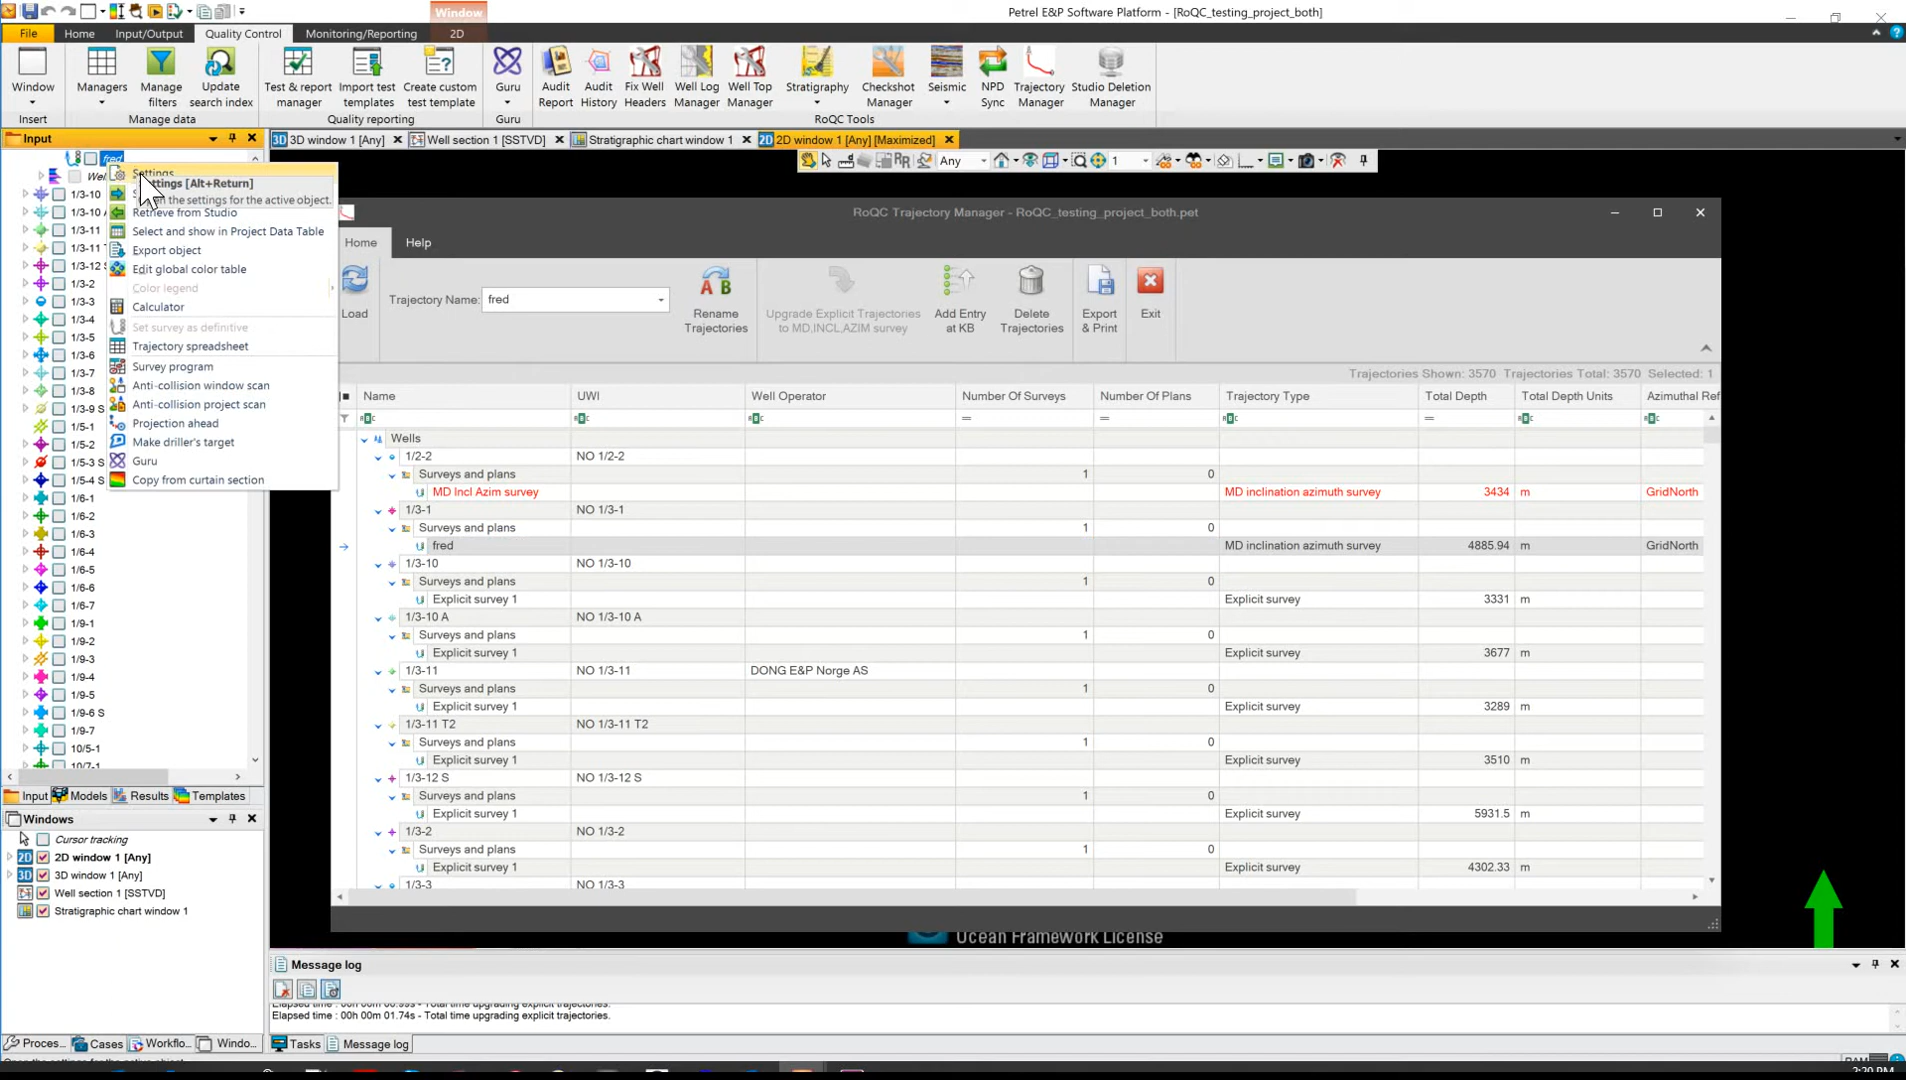 Window
Petrel E&P Software Platform - [RoQC_testing_project_both]
File
Home
Input/Output
Quality Control
Monitoring/Reporting
2D
Window
Managers
Manage filters
Update search index
Test & report manager
Import test templates
Create custom test template
Guru
Audit Report
Audit History
Fix Well Headers
Well Log Manager
Well Top Manager
Stratigraphy
Checkshot Manager
Seismic
NPD Sync
Trajectory Manager
Studio Deletion Manager
Insert
Manage data
Quality reporting
Guru
RoQC Tools
Input
3D window 1 [Any]
Well section 1 [SSTVD]
Stratigraphic chart window 1
2D window 1 [Any] [Maximized]
Any
1
fred
Settings
Settings [Alt+Return]
the settings for the active object.
Retrieve from Studio
Select and show in Project Data Table
Export object
Edit global color table
Color legend
Calculator
Set survey as definitive
Trajectory spreadsheet
Survey program
Anti-collision window scan
Anti-collision project scan
Projection ahead
Make driller's target
Guru
Copy from curtain section
1/3-10
1/3-10
1/3-11
1/3-11
1/3-12
1/3-2
1/3-3
1/3-4
1/3-5
1/3-6
1/3-7
1/3-8
1/3-9 S
1/5-1
1/5-2
1/5-3 S
1/5-4 S
1/6-1
1/6-2
1/6-3
1/6-4
1/6-5
1/6-6
1/6-7
1/9-1
1/9-2
1/9-3
1/9-4
1/9-5
1/9-6 S
1/9-7
10/5-1
10/7-1
Input
Models
Results
Templates
Windows
Cursor tracking
2D window 1 [Any]
3D window 1 [Any]
Well section 1 [SSTVD]
Stratigraphic chart window 1
RoQC Trajectory Manager - RoQC_testing_project_both.pet
Home
Help
Load
Trajectory Name:
fred
Rename Trajectories
Upgrade Explicit Trajectories to MD,INCL,AZIM survey
Add Entry at KB
Delete Trajectories
Export & Print
Exit
Trajectories Shown: 3570 Trajectories Total: 3570 Selected: 1
Name UWI Well Operator Number Of Surveys Number Of Plans Trajectory Type Total Depth Total Depth Units Azimuthal Ref
Wells
1/2-2 NO 1/2-2
Surveys and plans 1 0
MD Incl Azim survey MD inclination azimuth survey 3434 m GridNorth
1/3-1 NO 1/3-1
Surveys and plans 1 0
fred MD inclination azimuth survey 4885.94 m GridNorth
1/3-10 NO 1/3-10
Surveys and plans 1 0
Explicit survey 1 Explicit survey 3331 m
1/3-10 A NO 1/3-10 A
Surveys and plans 1 0
Explicit survey 1 Explicit survey 3677 m
1/3-11 NO 1/3-11 DONG E&P Norge AS
Surveys and plans 1 0
Explicit survey 1 Explicit survey 3289 m
1/3-11 T2 NO 1/3-11 T2
Surveys and plans 1 0
Explicit survey 1 Explicit survey 3510 m
1/3-12 S NO 1/3-12 S
Surveys and plans 1 0
Explicit survey 1 Explicit survey 5931.5 m
1/3-2 NO 1/3-2
Surveys and plans 1 0
Explicit survey 1 Explicit survey 4302.33 m
1/3-3 NO 1/3-3
Ocean Framework License
Message log
Elapsed time : 00h 00m 00.99s - Total time upgrading explicit trajectories.
Elapsed time : 00h 00m 01.74s - Total time upgrading explicit trajectories.
Proces...
Cases
Workflo...
Windo...
Tasks
Message log